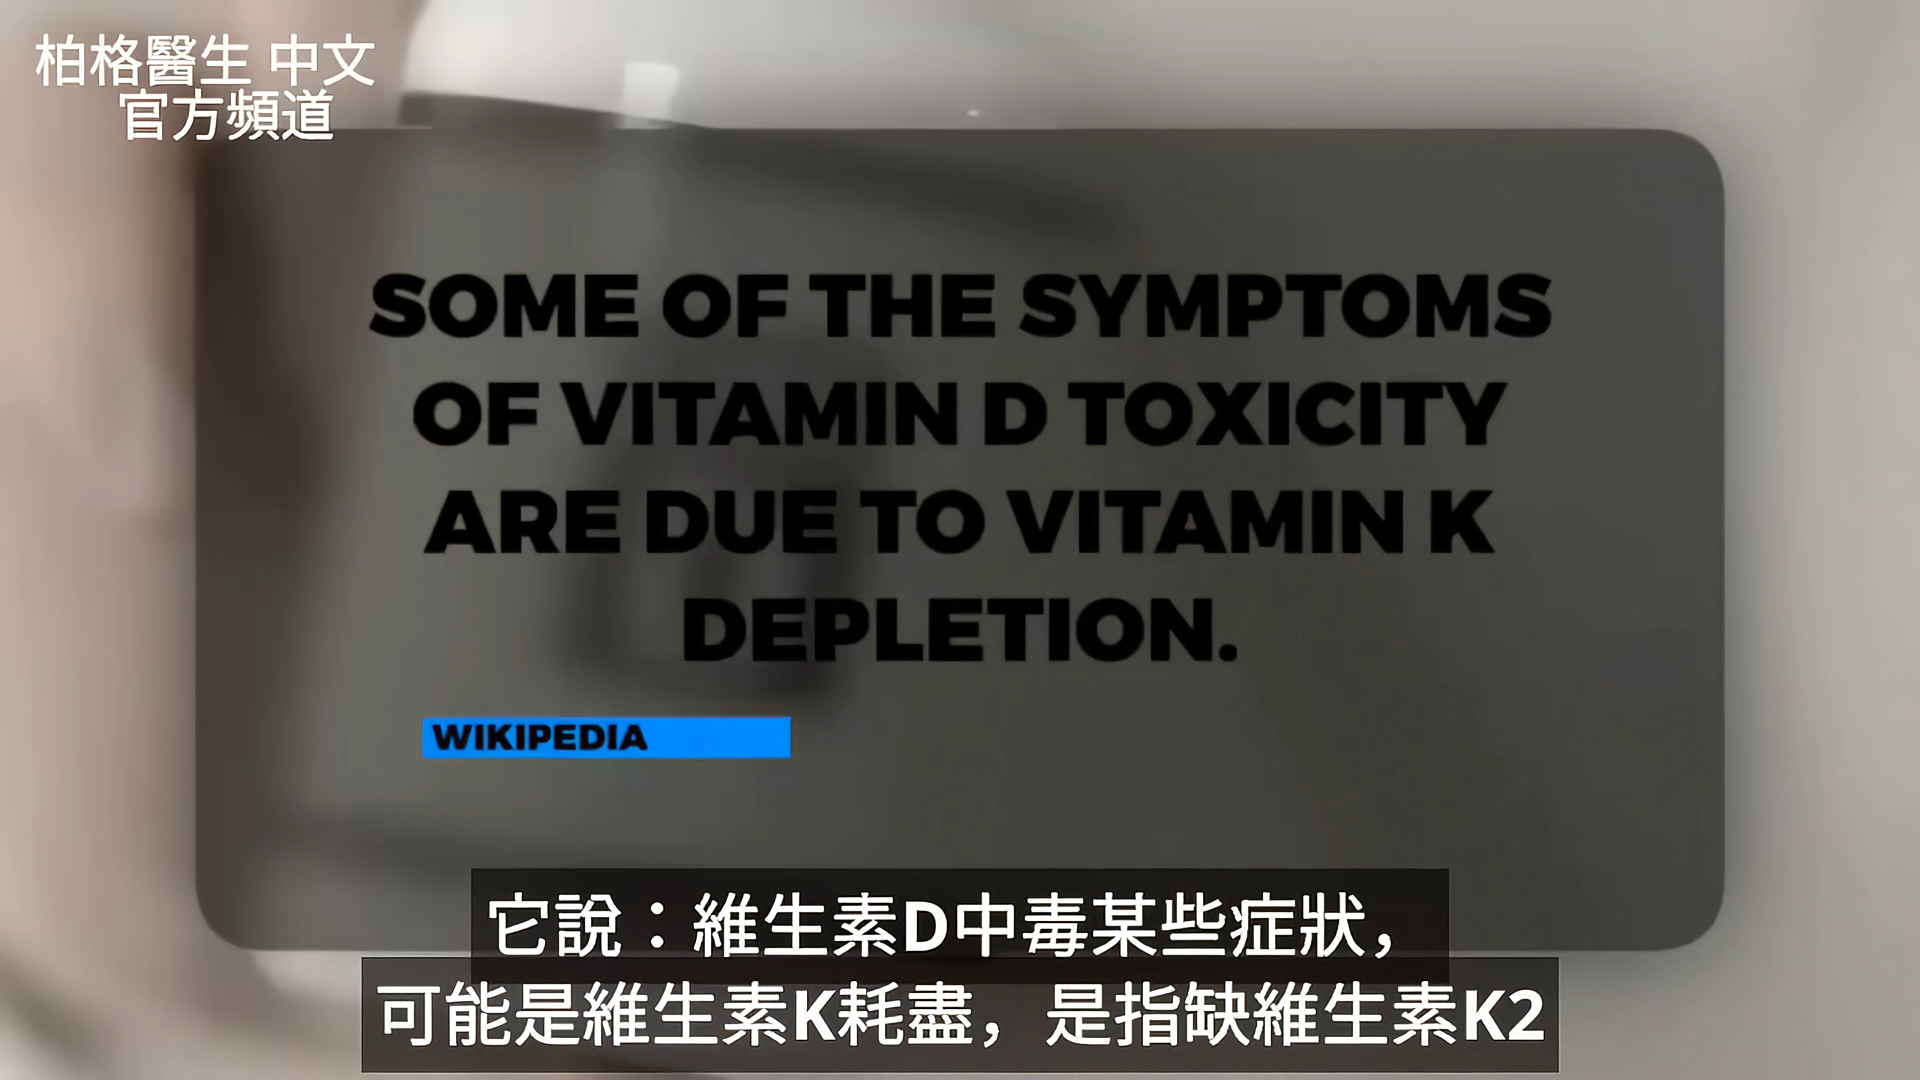 柏格醫生 中文
官方頻道
SOME OF THE SYMPTOMS
OF VITAMIN D TOXICITY
ARE DUE TO VITAMIN K
DEPLETION.
WIKIPEDIA
它說：維生素D中毒某些症狀，
可能是維生素K耗盡，是指缺維生素K2